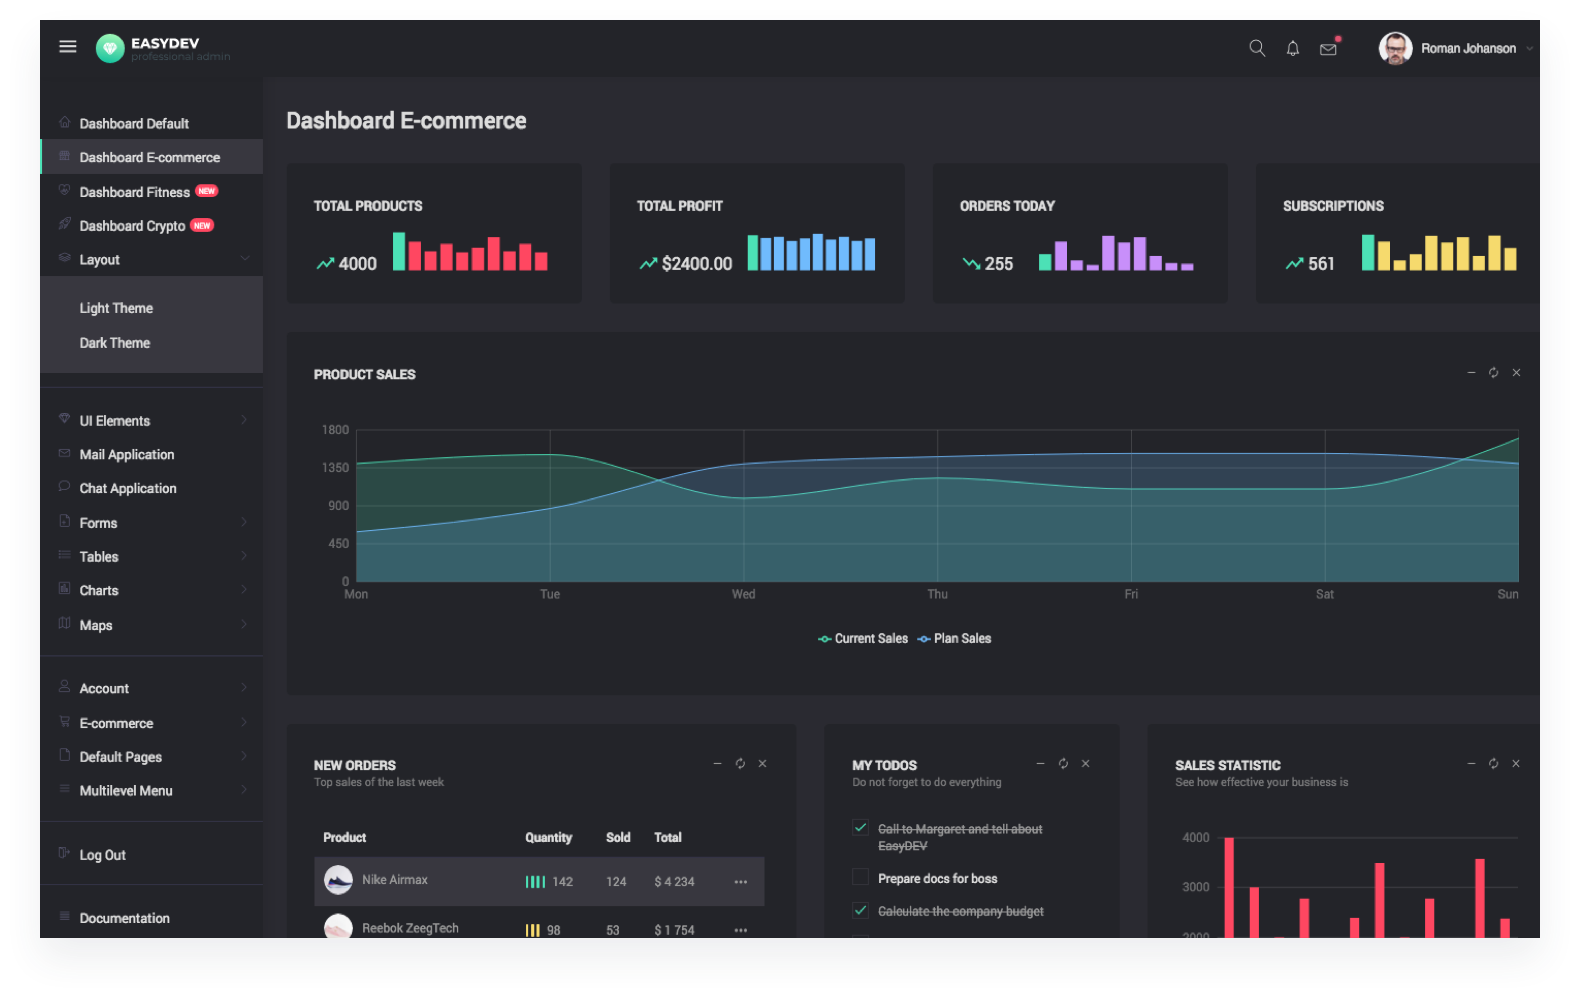 EASYDEV
professional admin
Roman Johanson
Dashboard Default
Dashboard E-commerce
Dashboard Fitness NEW
Dashboard Crypto NEW
Layout
Light Theme
Dark Theme
UI Elements
Mail Application
Chat Application
Forms
Tables
Charts
Maps
Account
E-commerce
Default Pages
Multilevel Menu
Log Out
Documentation
Dashboard E-commerce
TOTAL PRODUCTS
4000
TOTAL PROFIT
$2400.00
ORDERS TODAY
255
SUBSCRIPTIONS
561
PRODUCT SALES
1800
1350
900
450
0
Mon Tue Wed Thu Fri Sat Sun
Current Sales Plan Sales
NEW ORDERS
Top sales of the last week
Product Quantity Sold Total
Nike Airmax 142 124 $ 4 234
Reebok ZeegTech 98 53 $ 1 754
MY TODOS
Do not forget to do everything
Call to Margaret and tell about
EasyDEV
Prepare docs for boss
Calculate the company budget
SALES STATISTIC
See how effective your business is
4000
3000
2000